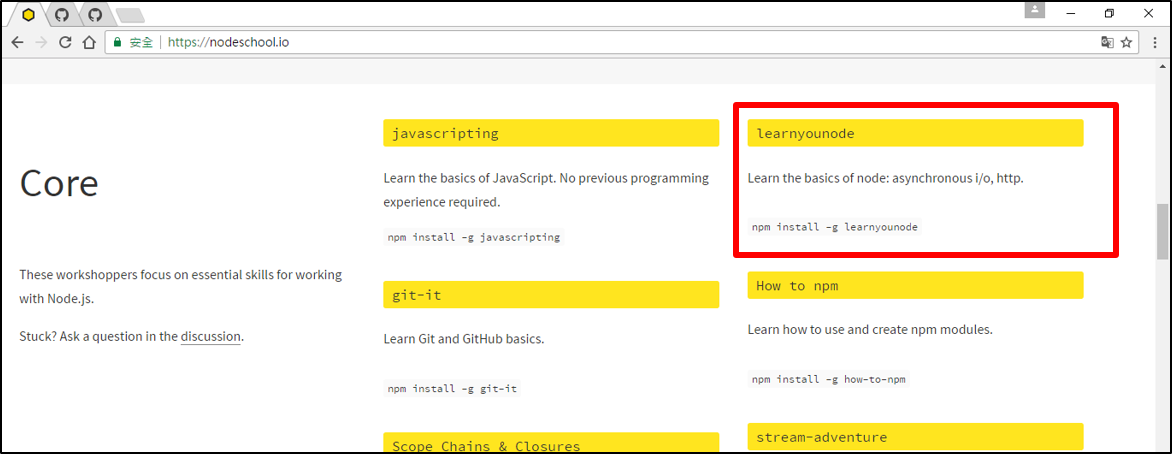 安全 https://nodeschool.io
Core
These workshoppers focus on essential skills for working
with Node.js.
Stuck? Ask a question in the discussion.
javascripting
Learn the basics of JavaScript. No previous programming
experience required.
npm install -g javascripting
git-it
Learn Git and GitHub basics.
npm install -g git-it
Scope Chains & Closures
learnyounode
Learn the basics of node: asynchronous i/o, http.
npm install -g learnyounode
How to npm
Learn how to use and create npm modules.
npm install -g how-to-npm
stream-adventure